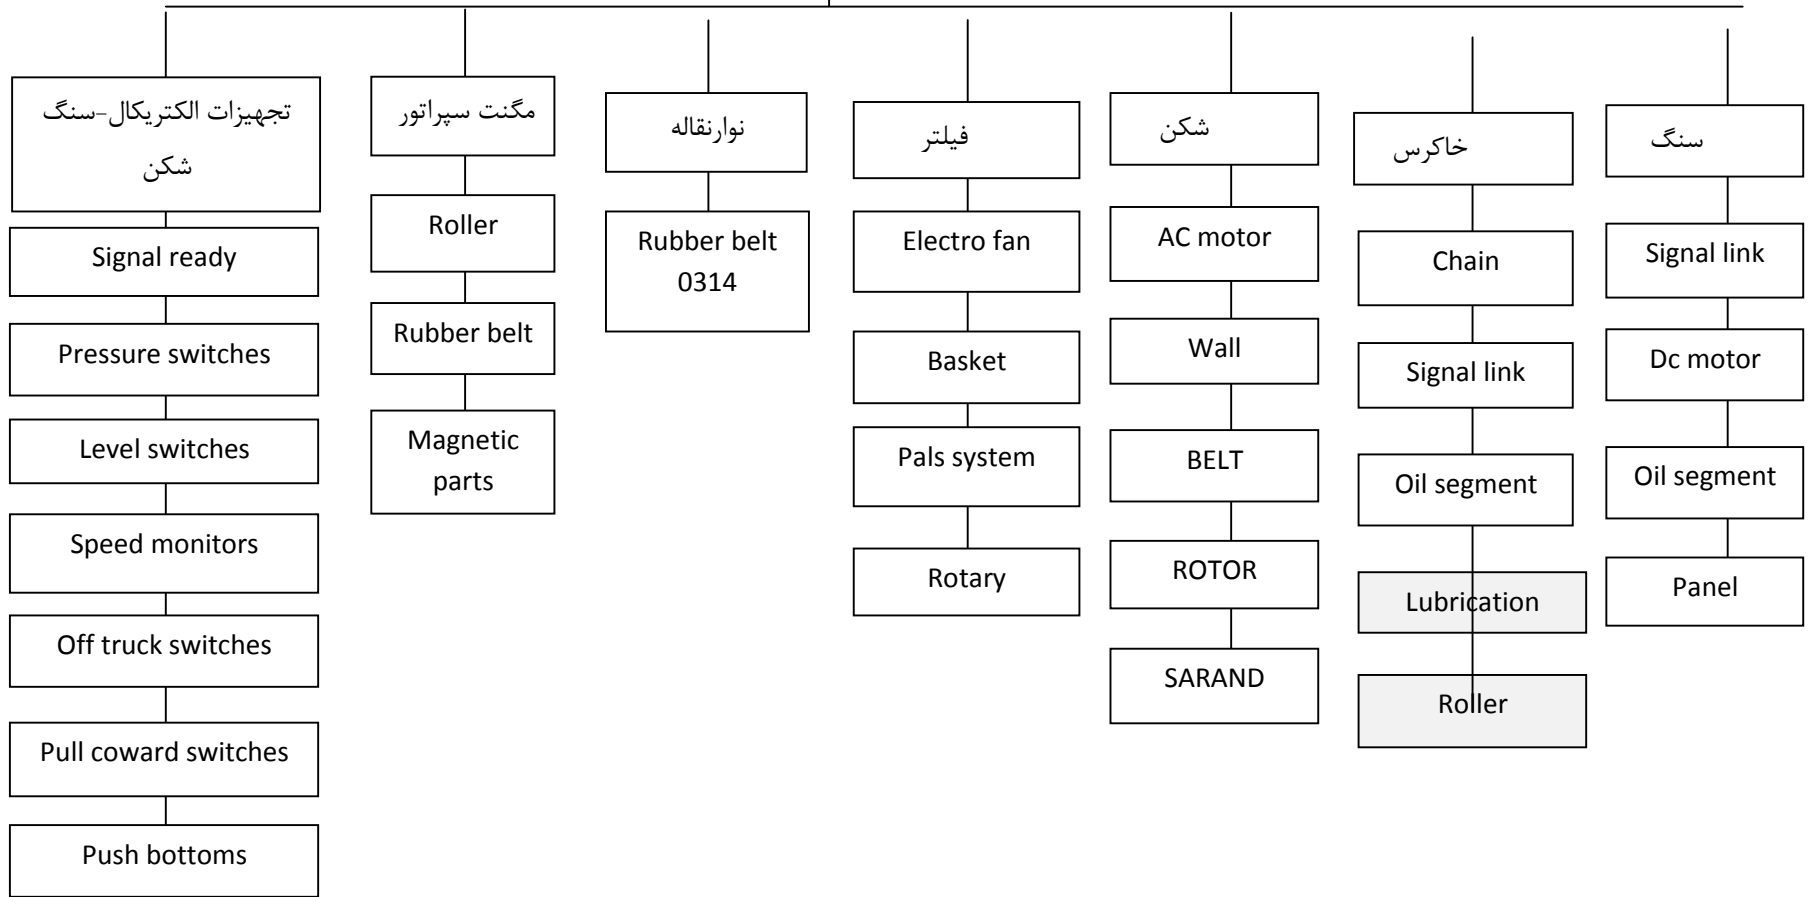 تجهیزات الکتریکال-سنگ
شکن
Signal ready
Pressure switches
Level switches
Speed monitors
Off truck switches
Pull coward switches
Push bottoms
مگنت سپراتور
Roller
Rubber belt
Magnetic
parts
نوارنقاله
Rubber belt
0314
فیلتر
Electro fan
Basket
Pals system
Rotary
شکن
AC motor
Wall
BELT
ROTOR
SARAND
خاکرس
Chain
Signal link
Oil segment
Lubrication
Roller
سنگ
Signal link
Dc motor
Oil segment
Panel